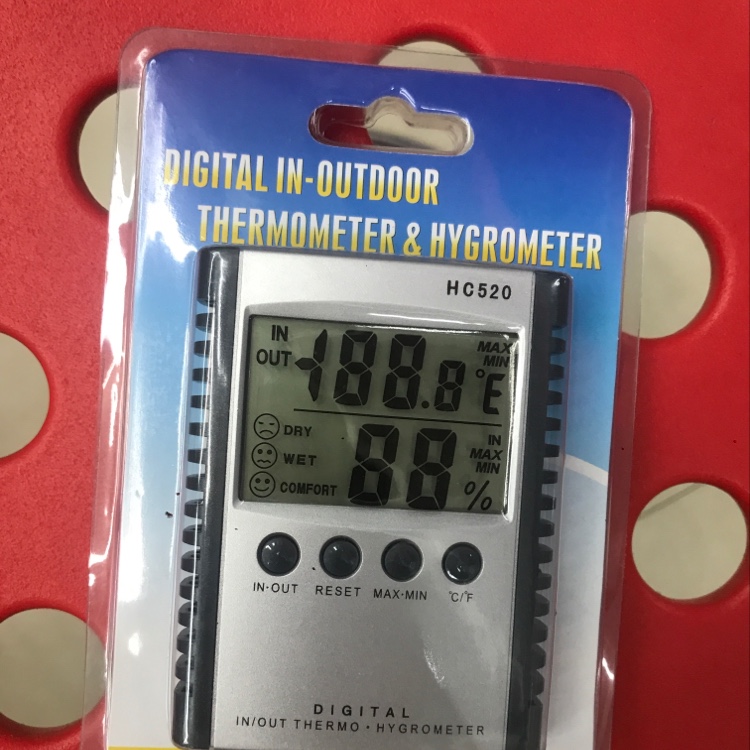 DIGITAL IN-OUTDOOR
THERMOMETER & HYGROMETER
HC520
IN
OUT
-188.8°E
MAX
MIN
DRY
WET
COMFORT
88%
IN
MAX
MIN
IN·OUT RESET MAX·MIN °C/°F
DIGITAL
IN/OUT THERMO · HYGROMETER